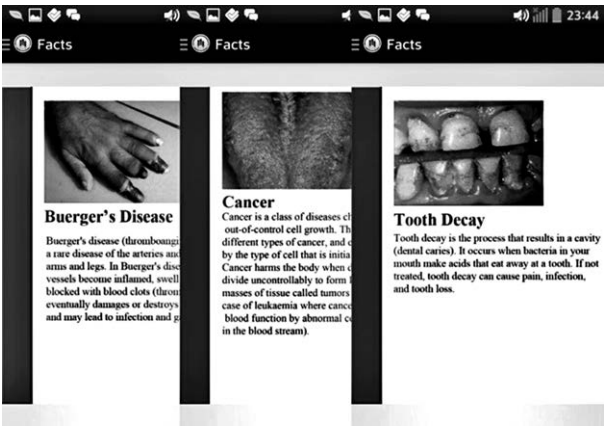 23:44
Facts
Facts
Facts
Buerger's Disease
Buerger's disease (thromboangi
a rare disease of the arteries and
arms and legs. In Buerger's dise
vessels become inflamed, swell
blocked with blood clots (throm
eventually damages or destroys
and may lead to infection and g
Cancer
Cancer is a class of diseases ch
out-of-control cell growth. Th
different types of cancer, and e
by the type of cell that is initia
Cancer harms the body when c
divide uncontrollably to form l
masses of tissue called tumors
case of leukaemia where cance
blood function by abnormal ce
in the blood stream).
Tooth Decay
Tooth decay is the process that results in a cavity
(dental caries). It occurs when bacteria in your
mouth make acids that eat away at a tooth. If not
treated, tooth decay can cause pain, infection,
and tooth loss.